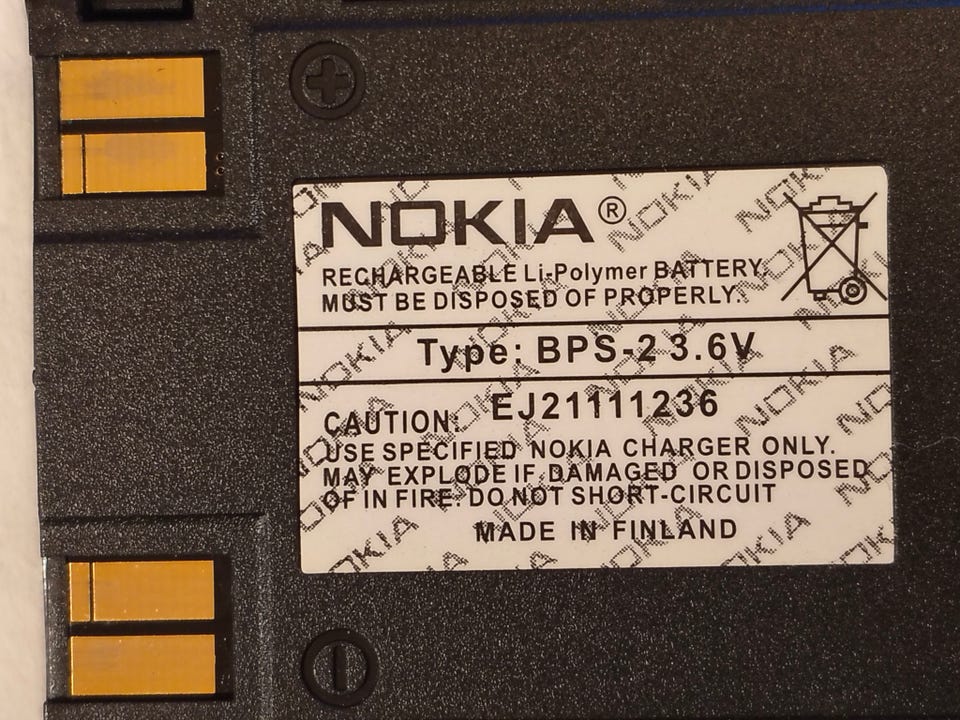 NOKIA®
RECHARGEABLE Li-Polymer BATTERY.
MUST BE DISPOSED OF PROPERLY.
Type: BPS-2 3.6V
EJ21111236
CAUTION:
USE SPECIFIED NOKIA CHARGER ONLY.
MAY EXPLODE IF DAMAGED OR DISPOSED
OF IN FIRE. DO NOT SHORT-CIRCUIT
MADE IN FINLAND